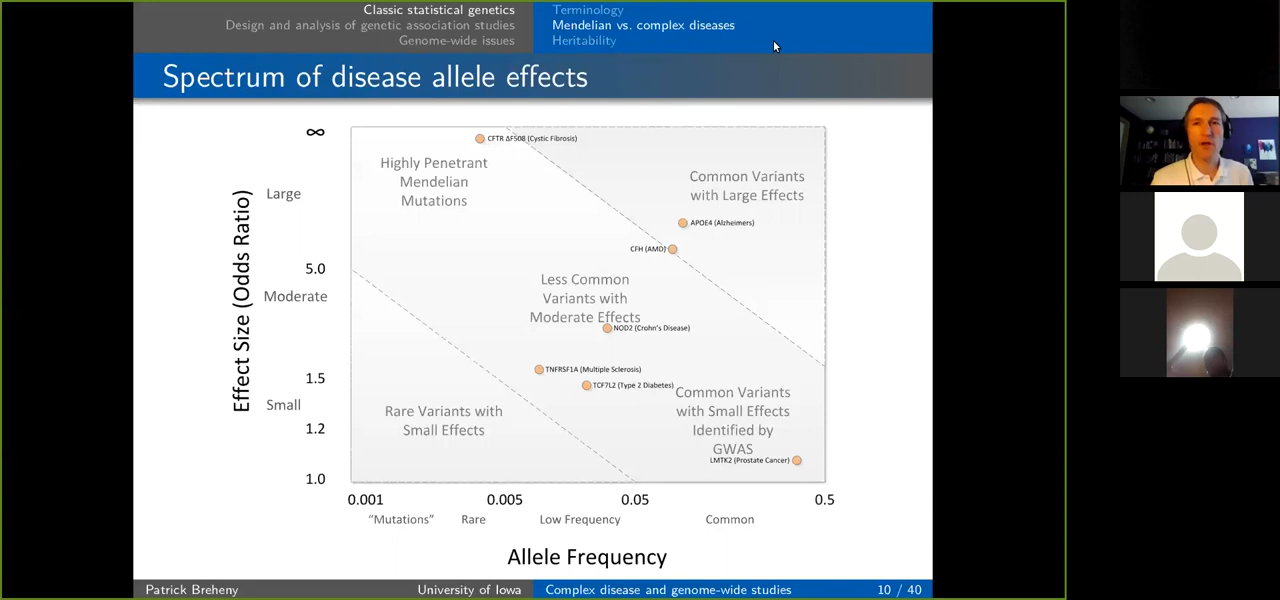 Classic statistical genetics
Design and analysis of genetic association studies
Genome-wide issues
Terminology
Mendelian vs. complex diseases
Heritability
Spectrum of disease allele effects
∞
Large
5.0
Moderate
1.5
Small
1.2
1.0
Effect Size (Odds Ratio)
CFTR ΔF508 (Cystic Fibrosis)
Highly Penetrant
Mendelian
Mutations
Common Variants
with Large Effects
APOE4 (Alzheimers)
CFH (AMD)
Less Common
Variants with
Moderate Effects
NOD2 (Crohn's Disease)
TNFRSF1A (Multiple Sclerosis)
TCF7L2 (Type 2 Diabetes)
Common Variants
with Small Effects
Identified by
GWAS
LMTK2 (Prostate Cancer)
Rare Variants with
Small Effects
0.001
0.005
0.05
0.5
"Mutations"
Rare
Low Frequency
Common
Allele Frequency
Patrick Breheny
University of Iowa
Complex disease and genome-wide studies
10 / 40